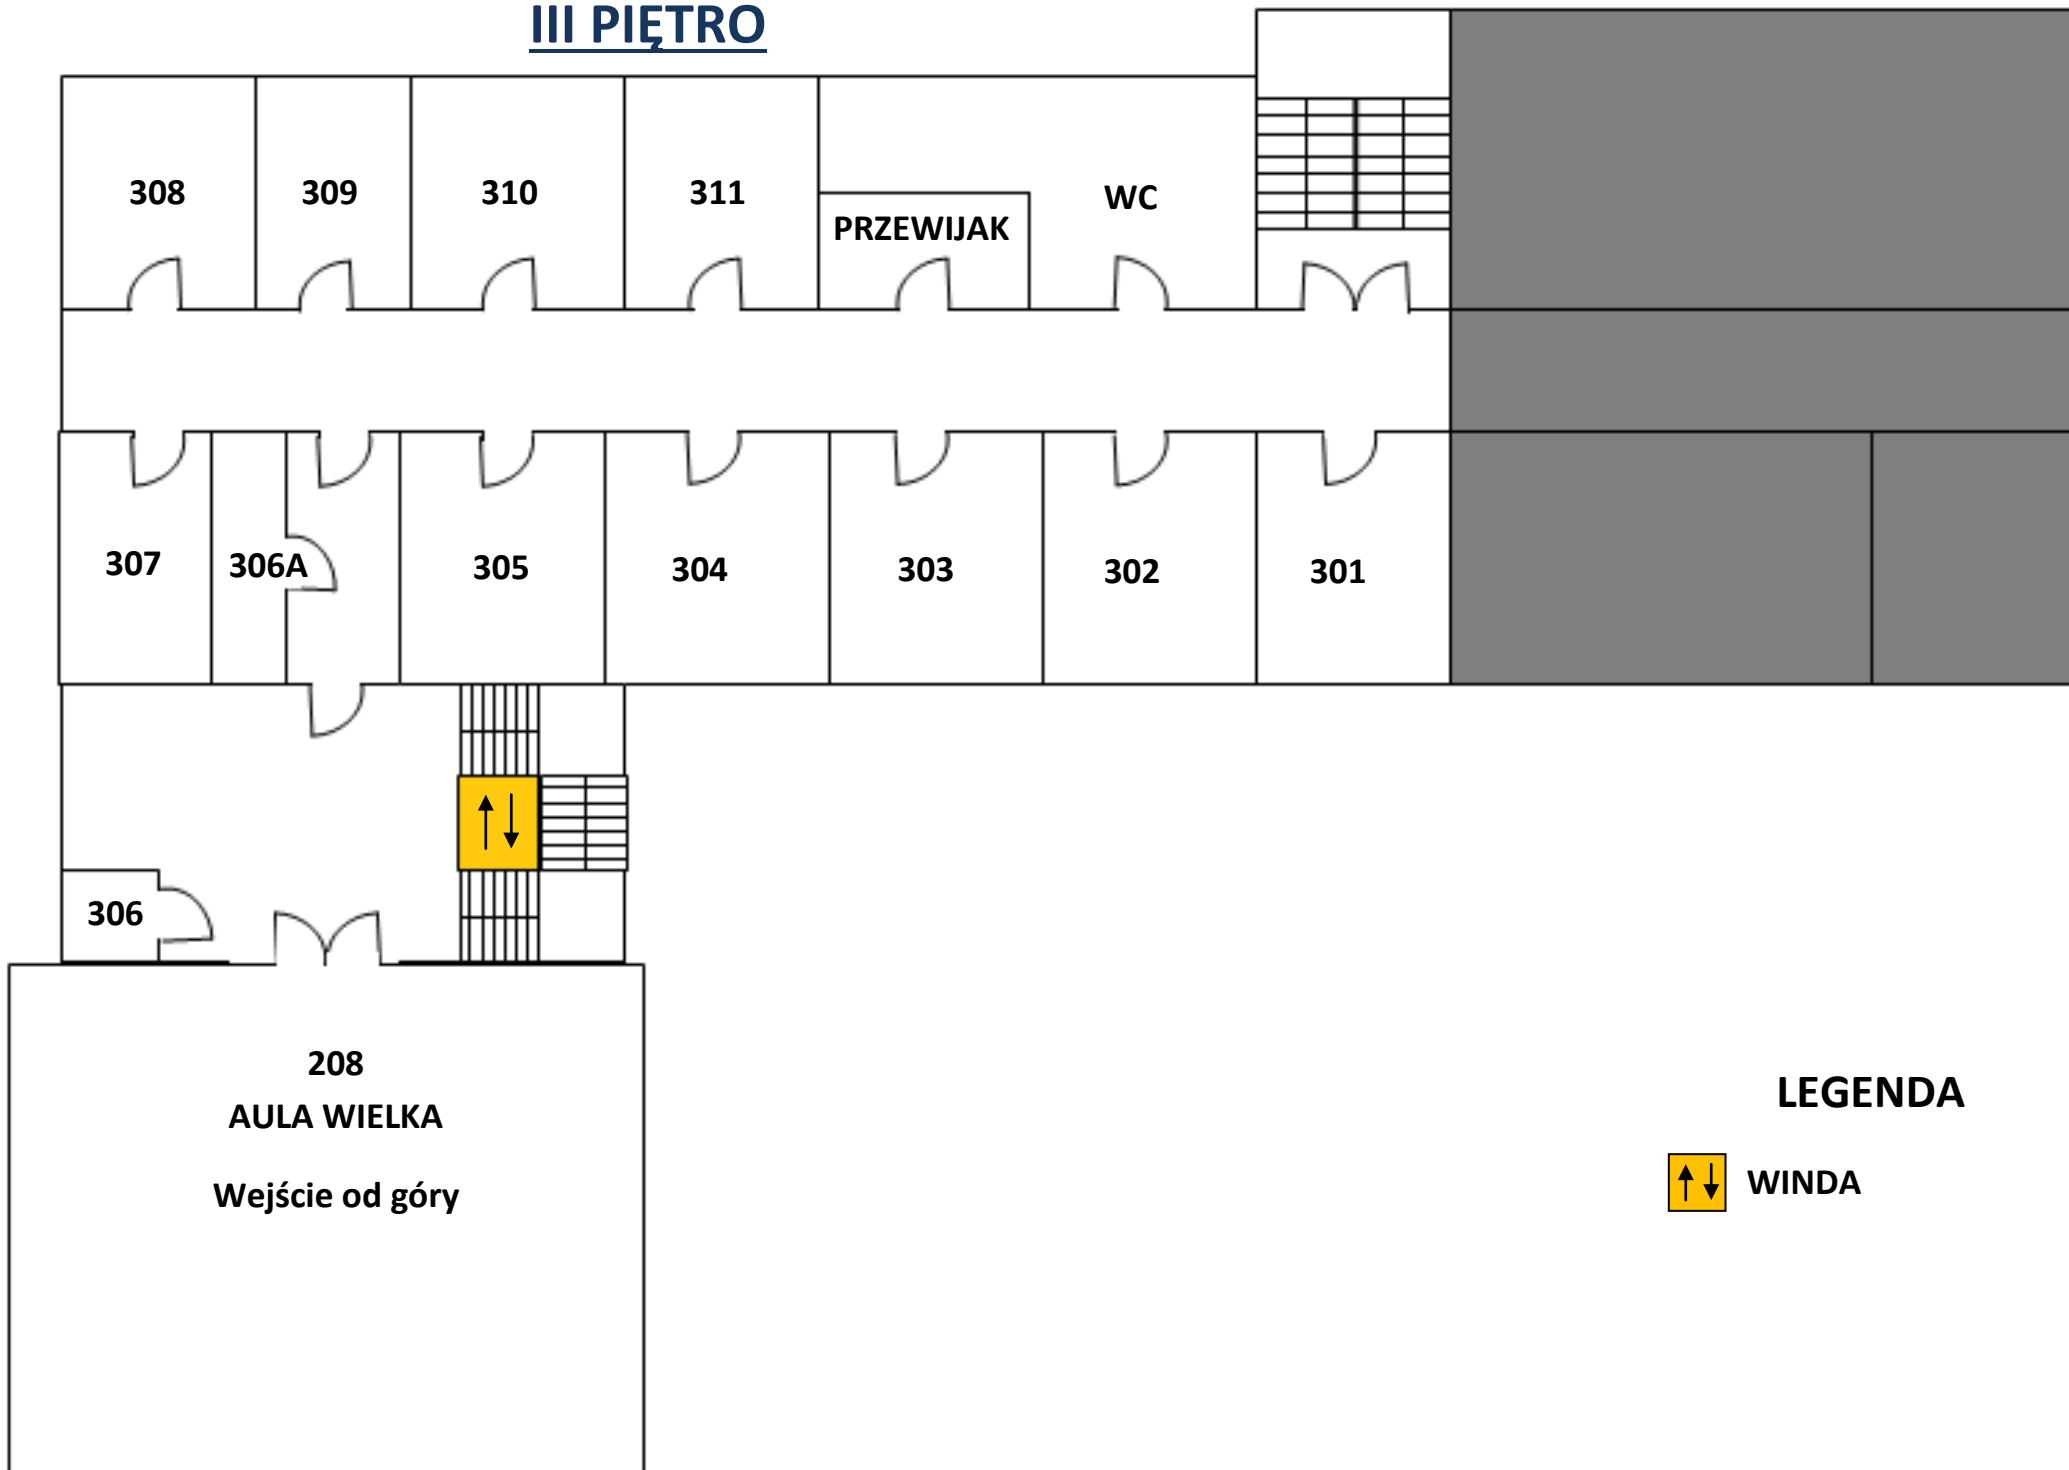 III PIĘTRO
308
309
310
311
PRZEWIJAK
WC
307
306A
305
304
303
302
301
306
208
AULA WIELKA
Wejście od góry
LEGENDA
WINDA